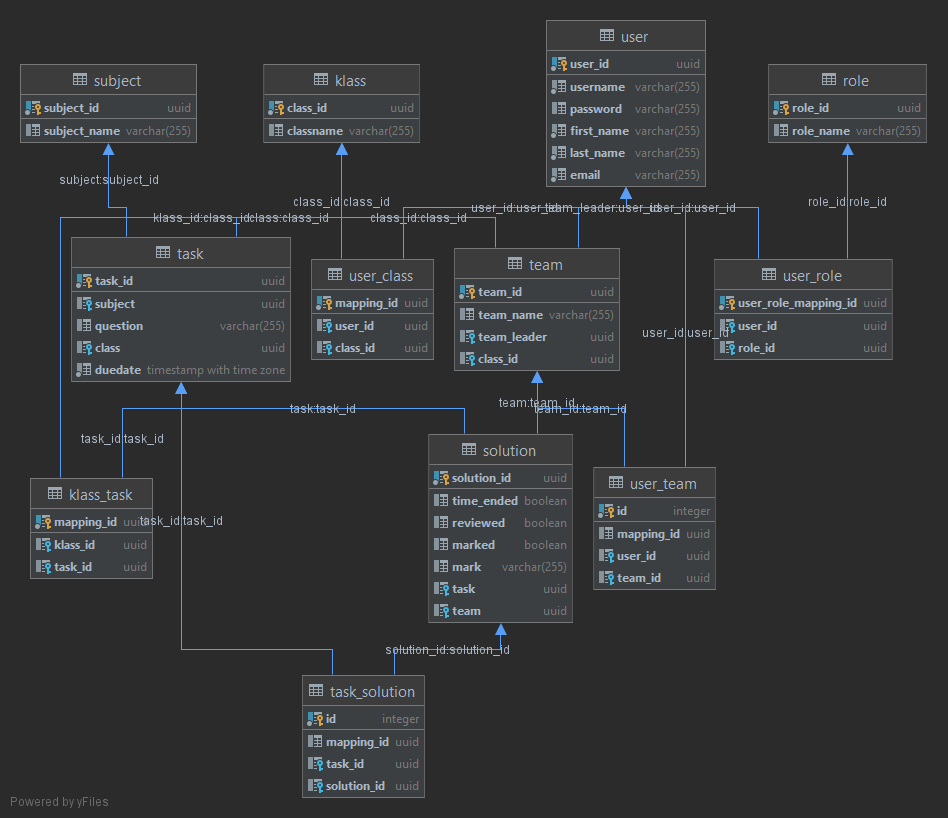 user
user_id uuid
username varchar(255)
password varchar(255)
first_name varchar(255)
last_name varchar(255)
email varchar(255)
subject
subject_id uuid
subject_name varchar(255)
klass
class_id uuid
classname varchar(255)
role
role_id uuid
role_name varchar(255)
subject:subject_id
class_id:class_id
role_id:role_id
user_id:user_id
team_leader:user_id
user_id:user_id
klass_id:class_id
class:class_id
class_id:class_id
task
task_id uuid
subject uuid
question varchar(255)
class uuid
duedate timestamp with time zone
user_class
mapping_id uuid
user_id uuid
class_id uuid
team
team_id uuid
team_name varchar(255)
team_leader uuid
class_id uuid
user_role
user_role_mapping_id uuid
user_id uuid
role_id uuid
user_id:user_id
task:task_id
team:team_id
team_id:team_id
task_id:task_id
klass_task
mapping_id uuid
klass_id uuid
task_id uuid
task_id:task_id
solution
solution_id uuid
time_ended boolean
reviewed boolean
marked boolean
mark varchar(255)
task uuid
team uuid
user_team
id integer
mapping_id uuid
user_id uuid
team_id uuid
solution_id:solution_id
task_solution
id integer
mapping_id uuid
task_id uuid
solution_id uuid
Powered by yFiles